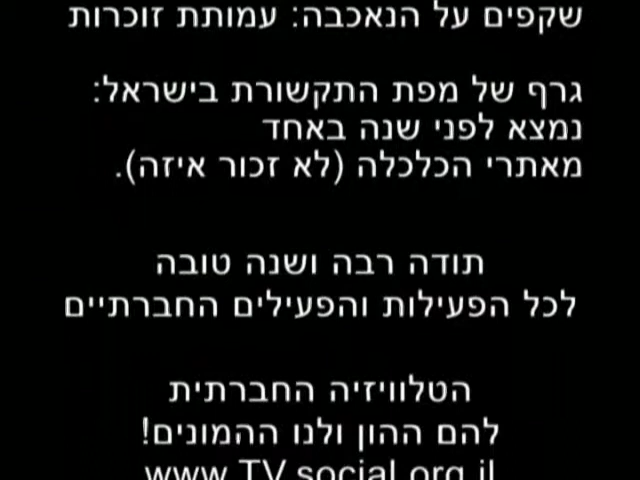 שקפים על הנאכבה: עמותת זוכרות
גרף של מפת התקשורת בישראל:
נמצא לפני שנה באחד
מאתרי הכלכלה (לא זכור איזה).
תודה רבה ושנה טובה
לכל הפעילות והפעילים החברתיים
הטלוויזיה החברתית
להם ההון ולנו ההמונים!
www.TV.social.org.il